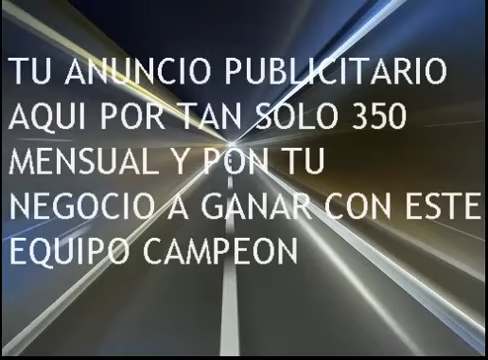 TU ANUNCIO PUBLICITARIO
AQUI POR TAN SOLO 350
MENSUAL Y PON TU
NEGOCIO A GANAR CON ESTE
EQUIPO CAMPEON